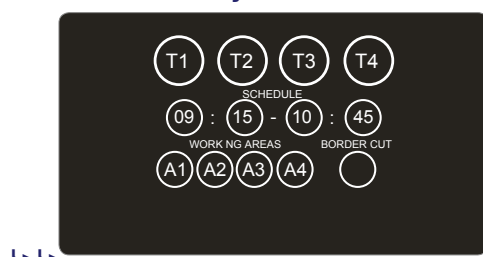 T1 T2 T3 T4
SCHEDULE
09 : 15 - 10 : 45
WORK NG AREAS BORDER CUT
A1 A2 A3 A4